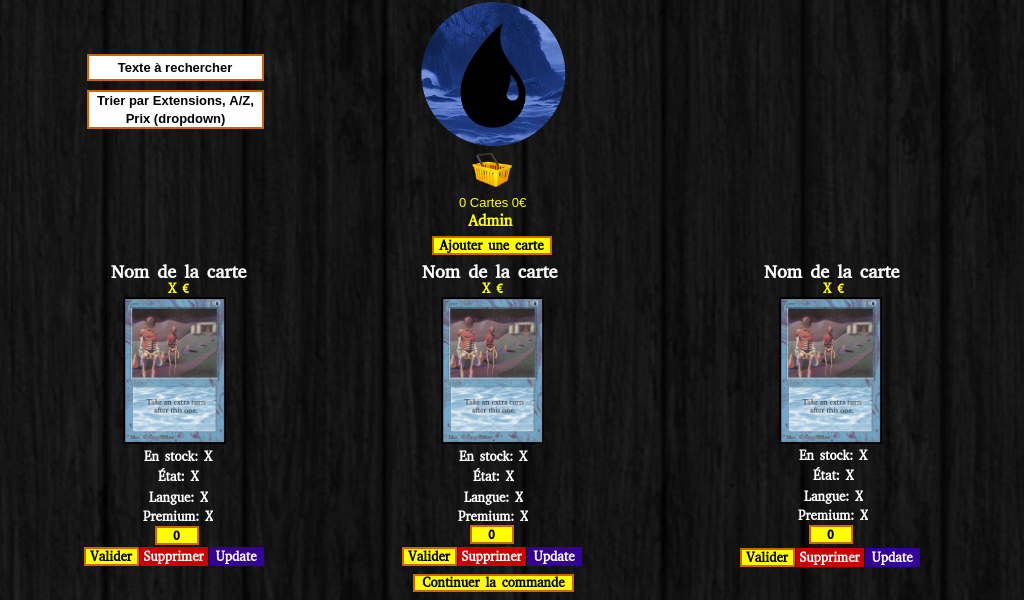 Texte à rechercher
Trier par Extensions, A/Z,
Prix (dropdown)
0 Cartes 0€
Admin
Ajouter une carte
Nom de la carte
X €
Take an extra turn
after this one.
En stock: X
État: X
Langue: X
Premium: X
0
Valider Supprimer Update
Nom de la carte
X €
Take an extra turn
after this one.
En stock: X
État: X
Langue: X
Premium: X
0
Valider Supprimer Update
Nom de la carte
X €
Take an extra turn
after this one.
En stock: X
État: X
Langue: X
Premium: X
0
Valider Supprimer Update
Continuer la commande